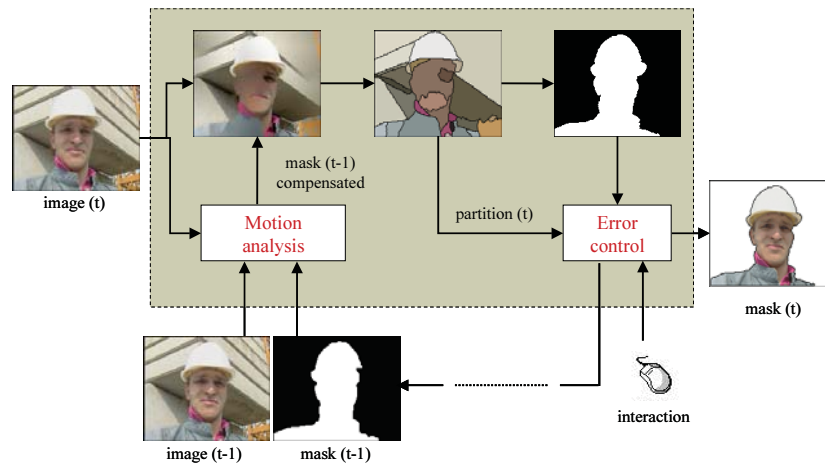 image (t)
mask (t-1)
compensated
Motion
analysis
partition (t)
Error
control
mask (t)
image (t-1)
mask (t-1)
interaction